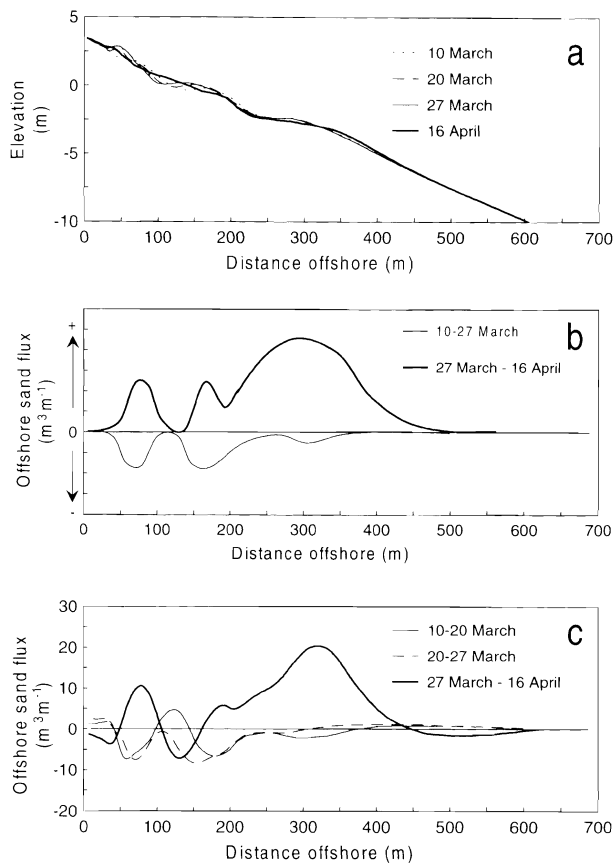 a
5
0
-5
-10
Elevation
(m)
10 March
20 March
27 March
16 April
0 100 200 300 400 500 600 700
Distance offshore (m)
b
+
0
-
Offshore sand flux
(m³m⁻¹)
10-27 March
27 March - 16 April
0 100 200 300 400 500 600 700
Distance offshore (m)
c
30
20
10
0
-10
-20
Offshore sand flux
(m³m⁻¹)
10-20 March
20-27 March
27 March - 16 April
0 100 200 300 400 500 600 700
Distance offshore (m)